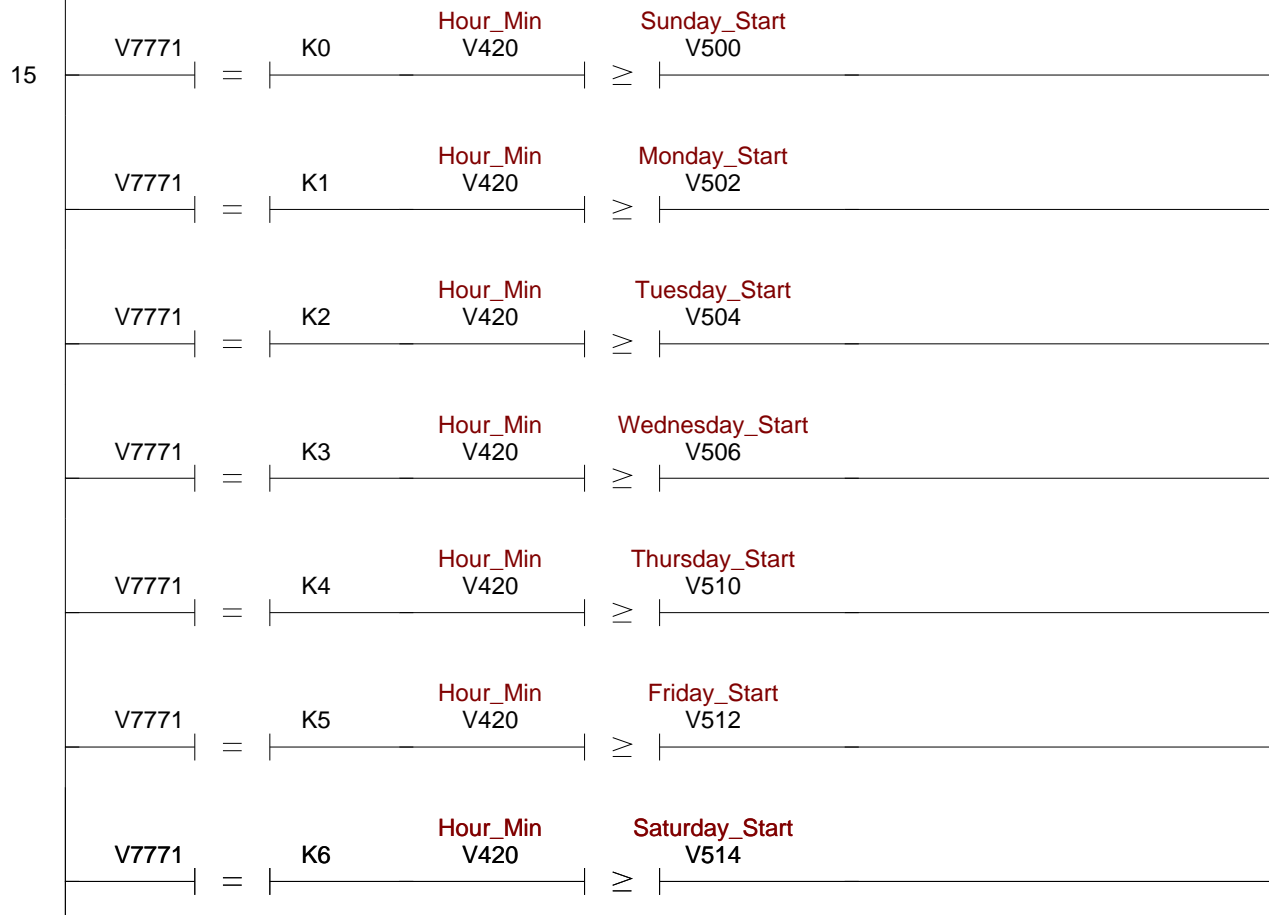 Hour_Min Sunday_Start
V7771 K0 V420 V500
15 = ≥
Hour_Min Monday_Start
V7771 K1 V420 V502
= ≥
Hour_Min Tuesday_Start
V7771 K2 V420 V504
= ≥
Hour_Min Wednesday_Start
V7771 K3 V420 V506
= ≥
Hour_Min Thursday_Start
V7771 K4 V420 V510
= ≥
Hour_Min Friday_Start
V7771 K5 V420 V512
= ≥
Hour_Min Saturday_Start
V7771 K6 V420 V514
= ≥